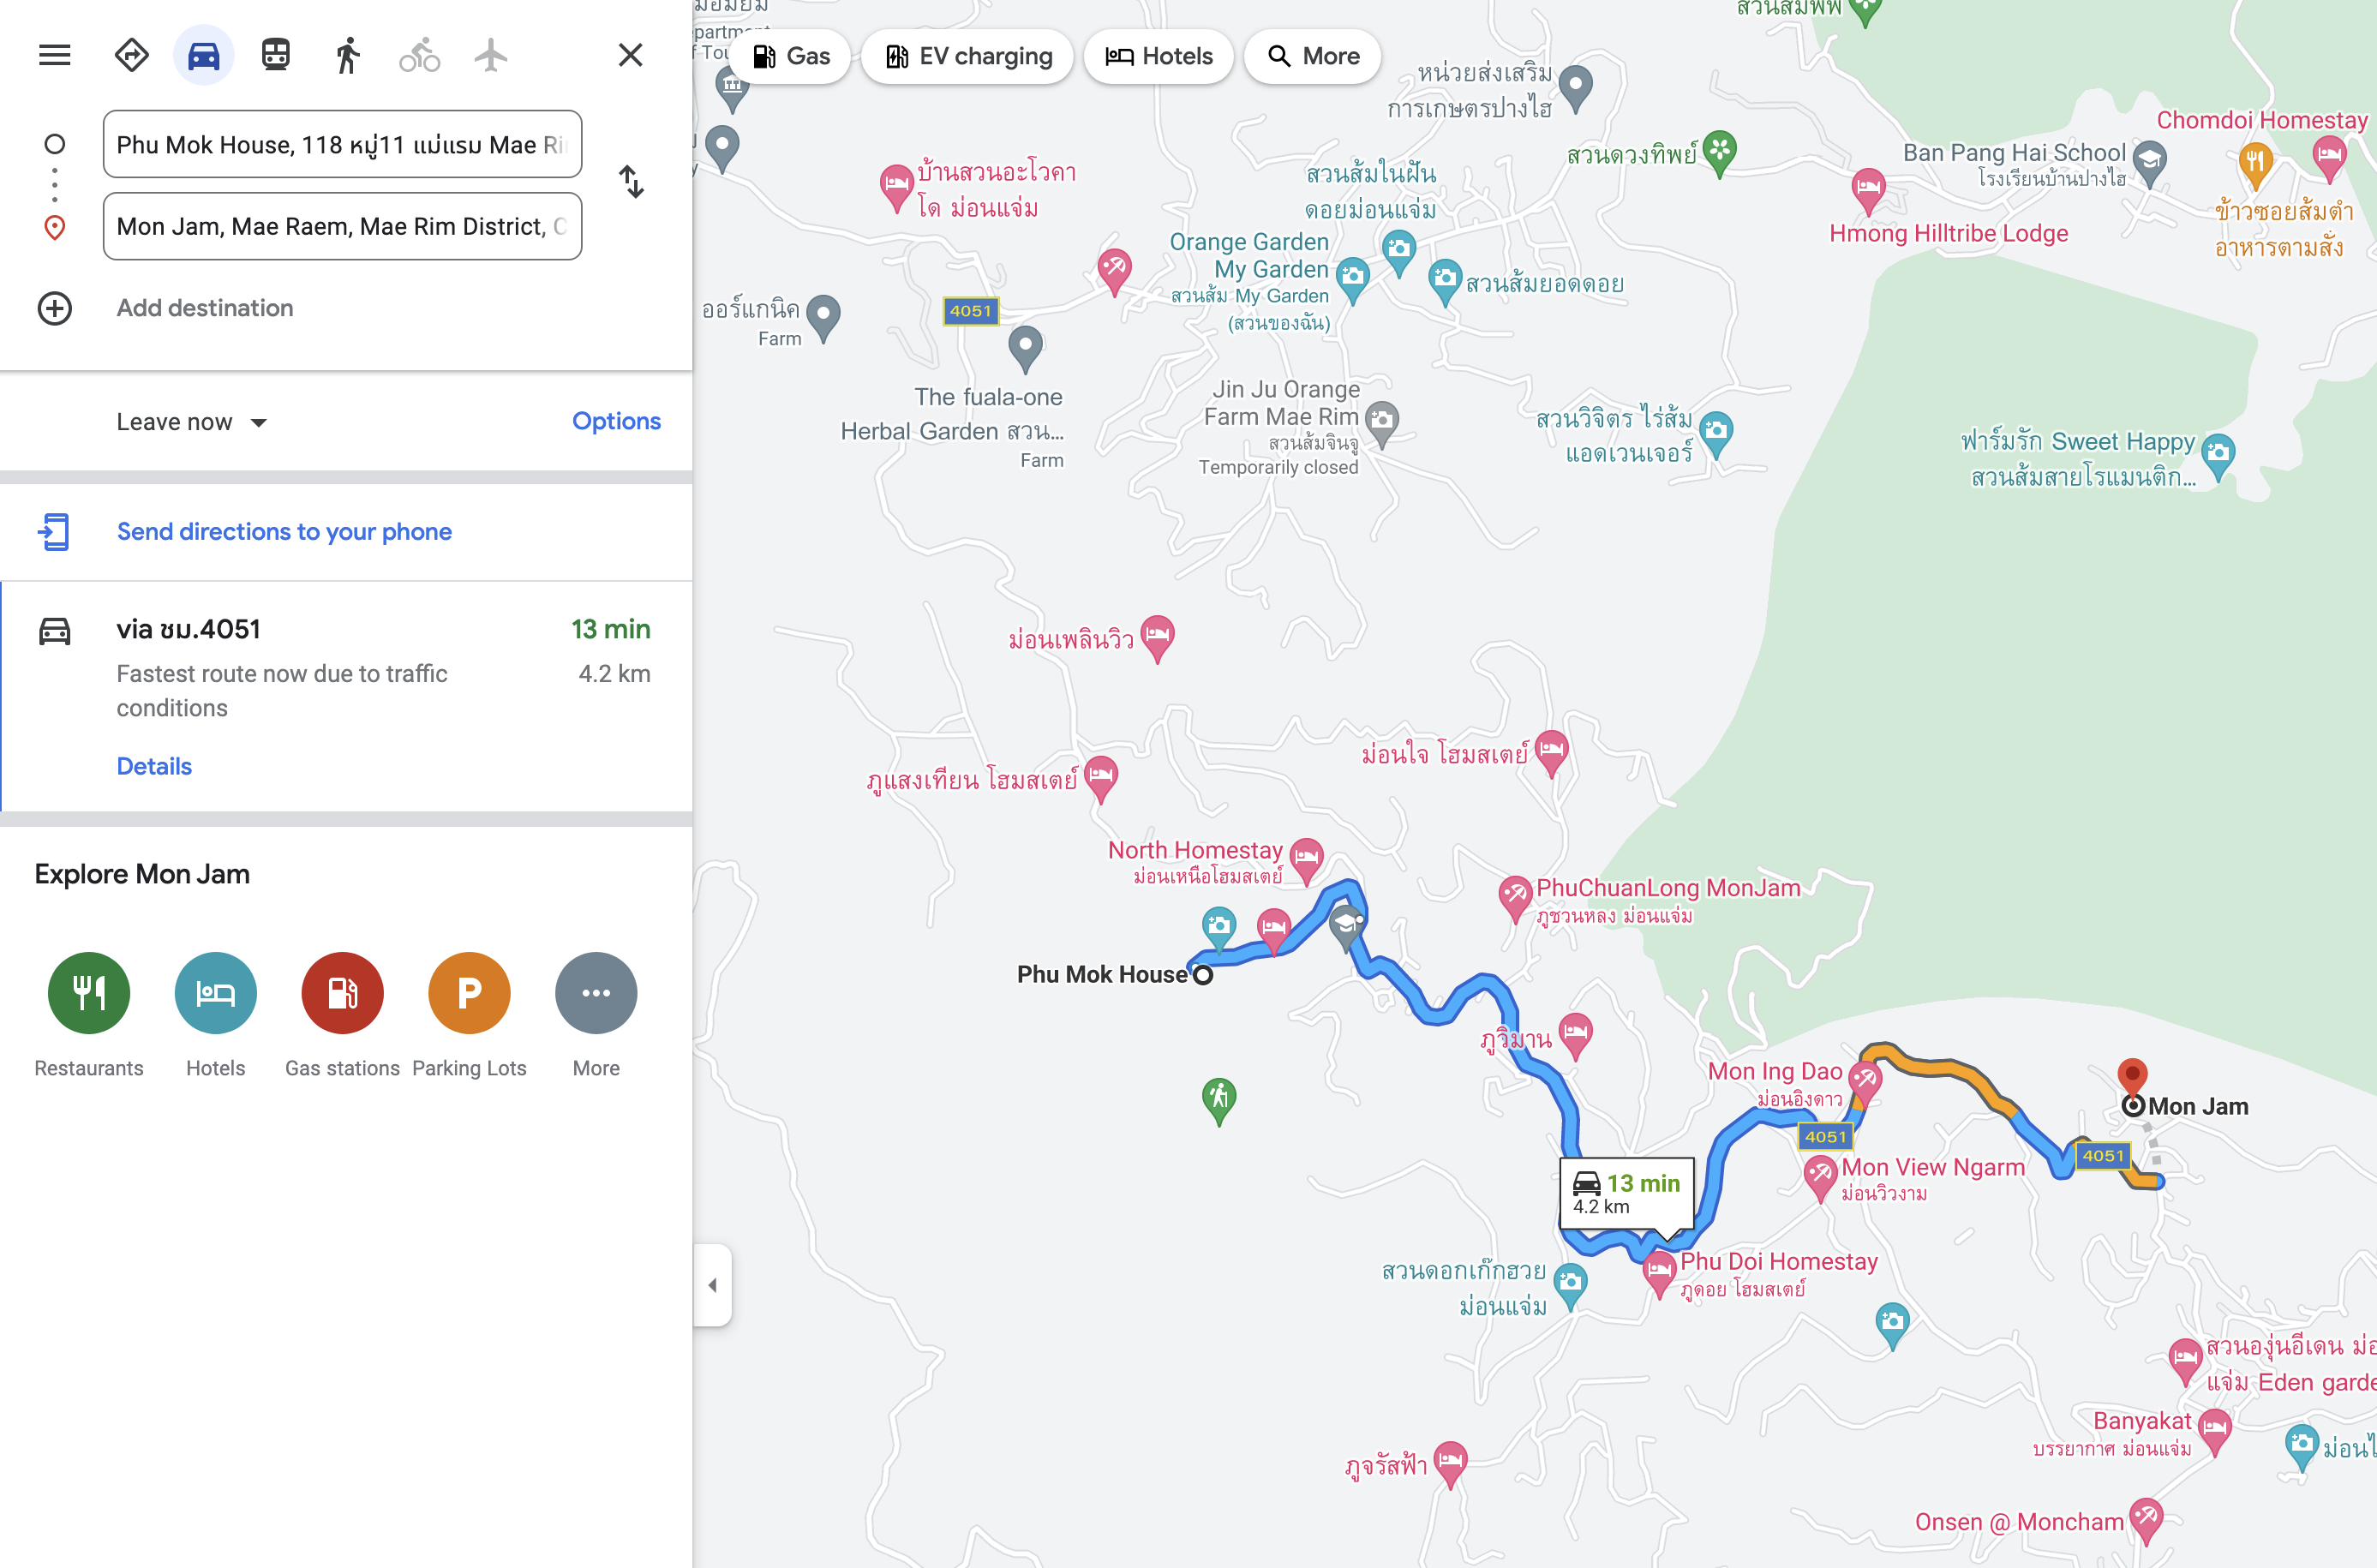 Phu Mok House, 118 หมู่11 แม่แรม Mae Ri
Mon Jam, Mae Raem, Mae Rim District, C
Add destination
Leave now
Options
Send directions to your phone
via ชม.4051
13 min
Fastest route now due to traffic
conditions
4.2 km
Details
Explore Mon Jam
Restaurants
Hotels
Gas stations
Parking Lots
More
Gas
EV charging
Hotels
More
หน่วยส่งเสริม
การเกษตรปางไฮ
สวนดวงทิพย์
Ban Pang Hai School
โรงเรียนบ้านปางไฮ
Chomdoi Homestay
ข้าวซอยส้มตำ
อาหารตามสั่ง
Hmong Hilltribe Lodge
บ้านสวนอะโวคา
โด ม่อนแจ่ม
สวนส้มในฝัน
ดอยม่อนแจ่ม
Orange Garden
My Garden
สวนส้ม My Garden
(สวนของฉัน)
สวนส้มยอดดอย
ออร์แกนิค
Farm
4051
The fuala-one
Herbal Garden สวน...
Farm
Jin Ju Orange
Farm Mae Rim
สวนส้มจินจู
Temporarily closed
สวนวิจิตร ไร่ส้ม
แอดเวนเจอร์
ฟาร์มรัก Sweet Happy
สวนส้มสายโรแมนติก...
ม่อนเพลินวิว
ม่อนใจ โฮมสเตย์
ภูแสงเทียน โฮมสเตย์
North Homestay
ม่อนเหนือโฮมสเตย์
PhuChuanLong MonJam
ภูชวนหลง ม่อนแจ่ม
Phu Mok House
ภูวิมาน
Mon Ing Dao
ม่อนอิงดาว
4051
Mon Jam
4051
Mon View Ngarm
ม่อนวิวงาม
13 min
4.2 km
Phu Doi Homestay
ภูดอย โฮมสเตย์
สวนดอกเก๊กฮวย
ม่อนแจ่ม
สวนองุ่นอีเดน ม่อ
แจ่ม Eden garde
Banyakat
บรรยากาศ ม่อนแจ่ม
ภูจรัสฟ้า
Onsen @ Moncham